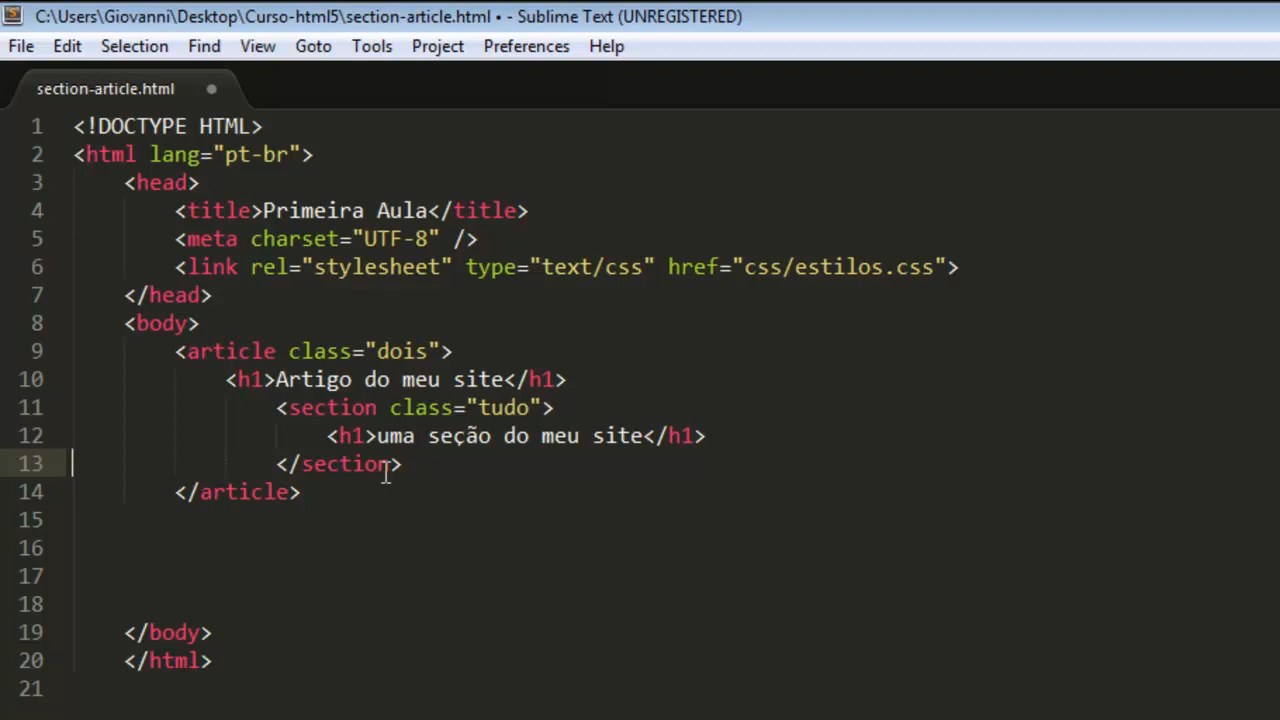 C:\Users\Giovanni\Desktop\Curso-html5\section-article.html • - Sublime Text (UNREGISTERED)
File Edit Selection Find View Goto Tools Project Preferences Help
section-article.html
1 <!DOCTYPE HTML>
2 <html lang="pt-br">
3 <head>
4 <title>Primeira Aula</title>
5 <meta charset="UTF-8" />
6 <link rel="stylesheet" type="text/css" href="css/estilos.css">
7 </head>
8 <body>
9 <article class="dois">
10 <h1>Artigo do meu site</h1>
11 <section class="tudo">
12 <h1>uma seção do meu site</h1>
13 </section>
14 </article>
15
16
17
18
19 </body>
20 </html>
21